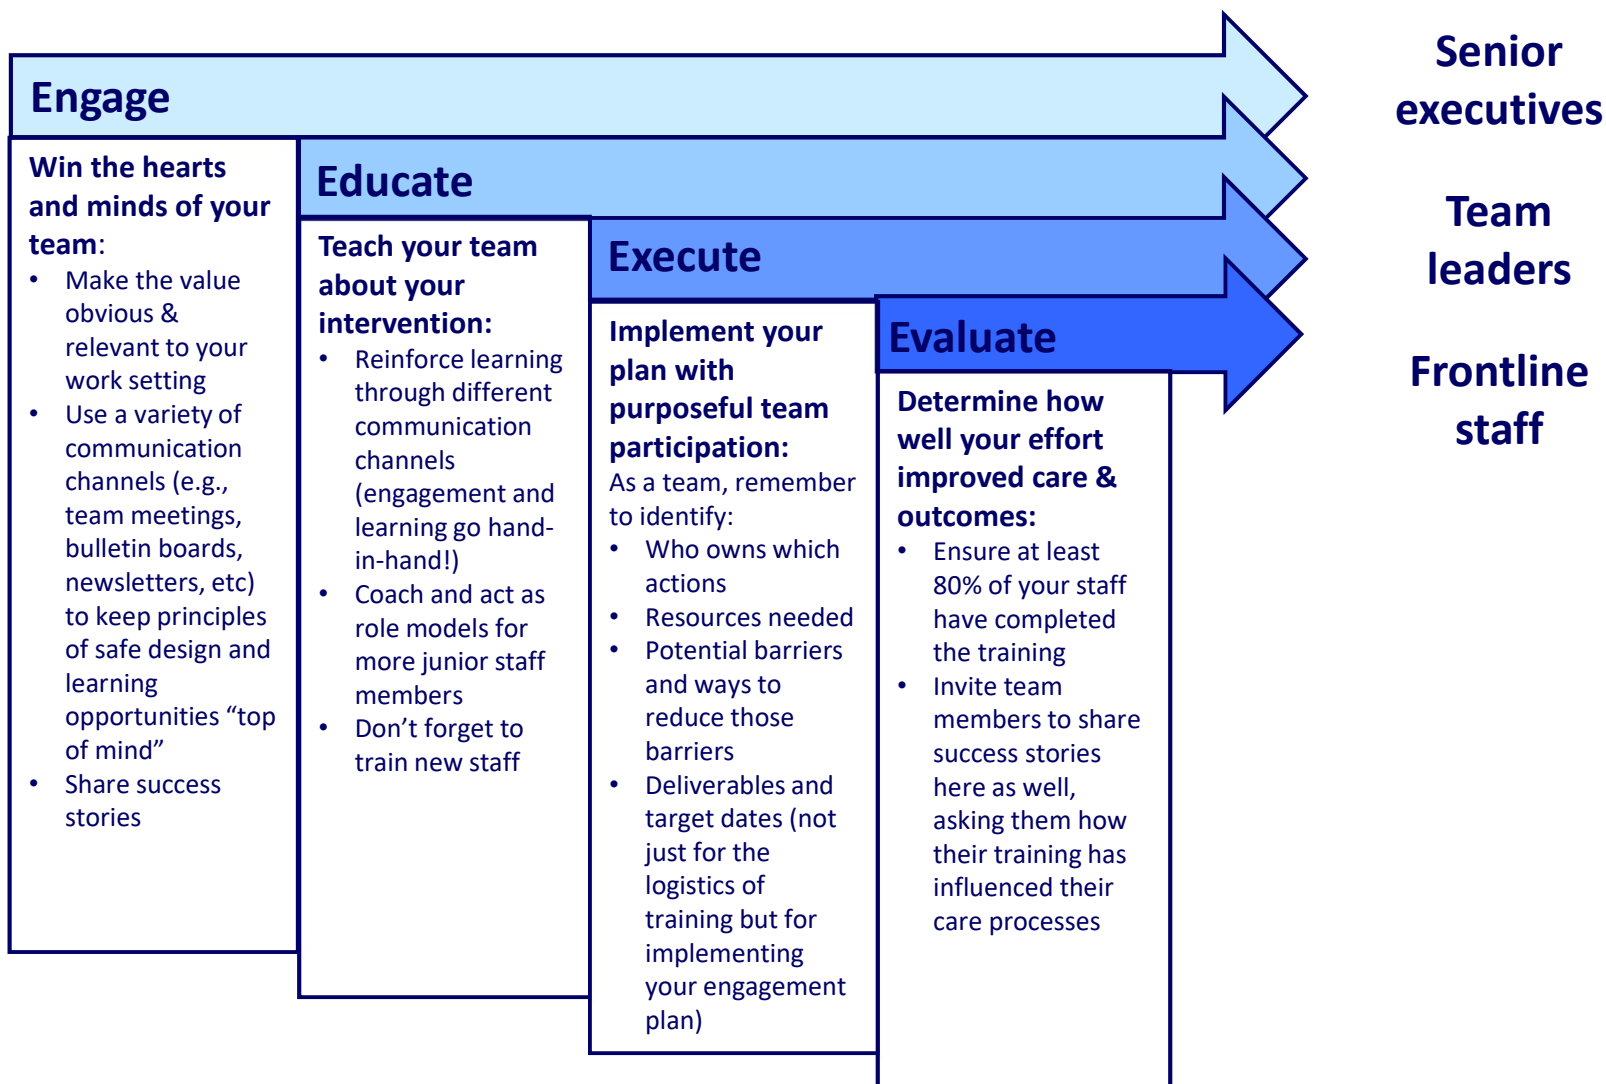 Engage
Win the hearts
and minds of your
team:
• Make the value
obvious &
relevant to your
work setting
• Use a variety of
communication
channels (e.g.,
team meetings,
bulletin boards,
newsletters, etc)
to keep principles
of safe design and
learning
opportunities “top
of mind”
• Share success
stories
Educate
Teach your team
about your
intervention:
• Reinforce learning
through different
communication
channels
(engagement and
learning go hand-
in-hand!)
• Coach and act as
role models for
more junior staff
members
• Don’t forget to
train new staff
Execute
Implement your
plan with
purposeful team
participation:
As a team, remember
to identify:
• Who owns which
actions
• Resources needed
• Potential barriers
and ways to
reduce those
barriers
• Deliverables and
target dates (not
just for the
logistics of
training but for
implementing
your engagement
plan)
Evaluate
Determine how
well your effort
improved care &
outcomes:
• Ensure at least
80% of your staff
have completed
the training
• Invite team
members to share
success stories
here as well,
asking them how
their training has
influenced their
care processes
Senior
executives
Team
leaders
Frontline
staff